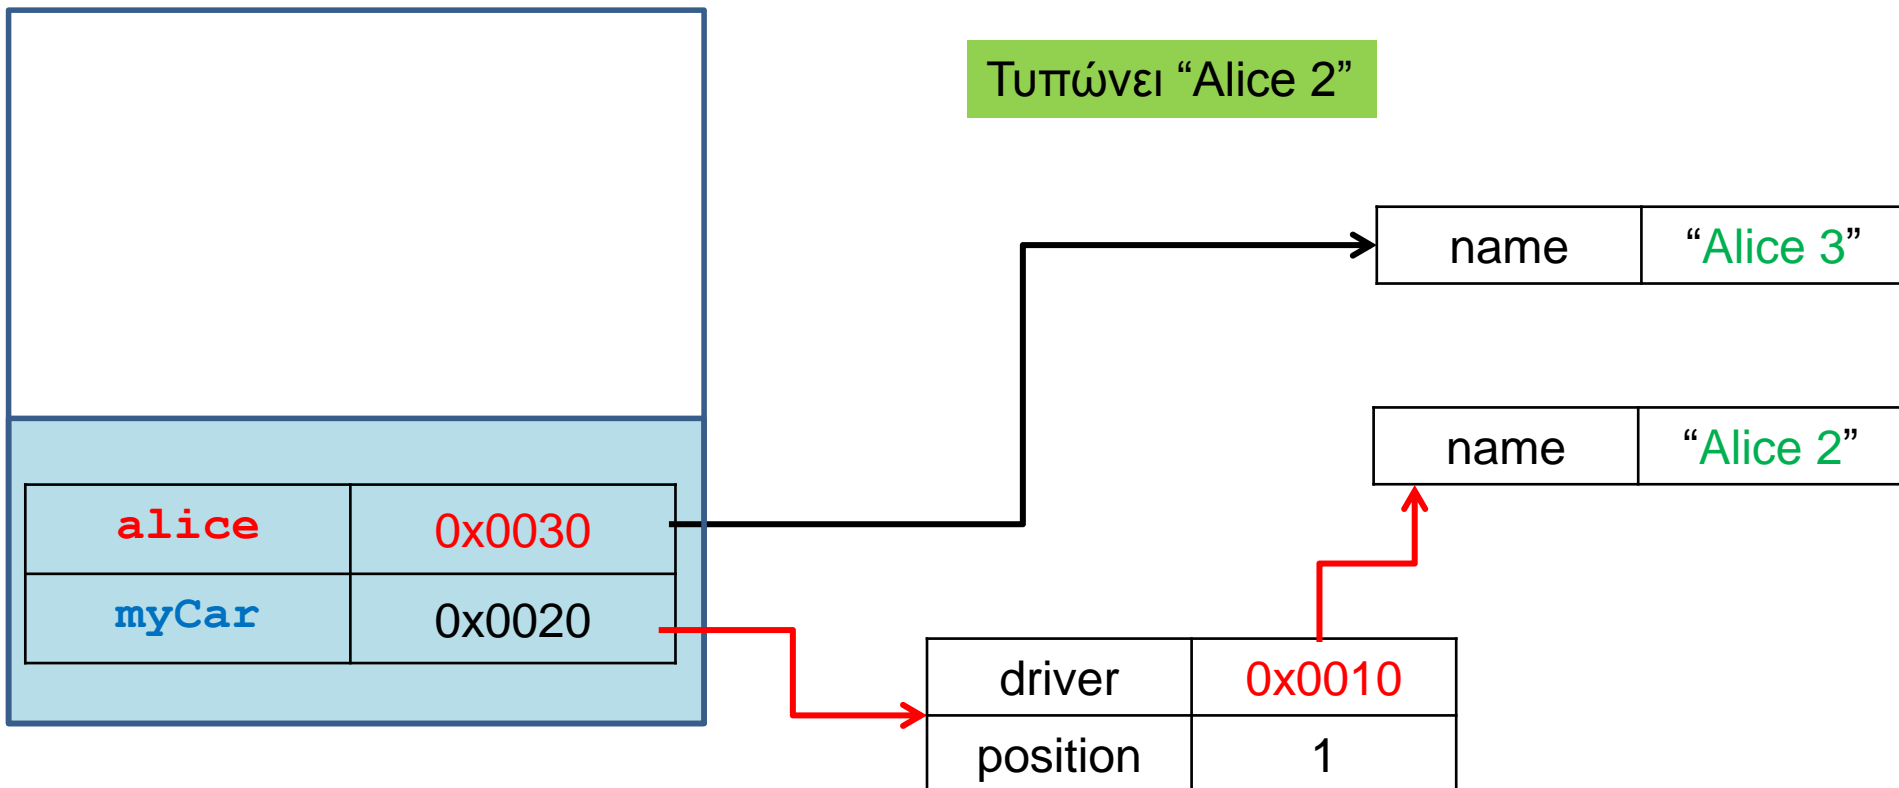 Τυπώνει “Alice 2”
name “Alice 3”
name “Alice 2”
alice 0x0030
myCar 0x0020
driver 0x0010
position 1